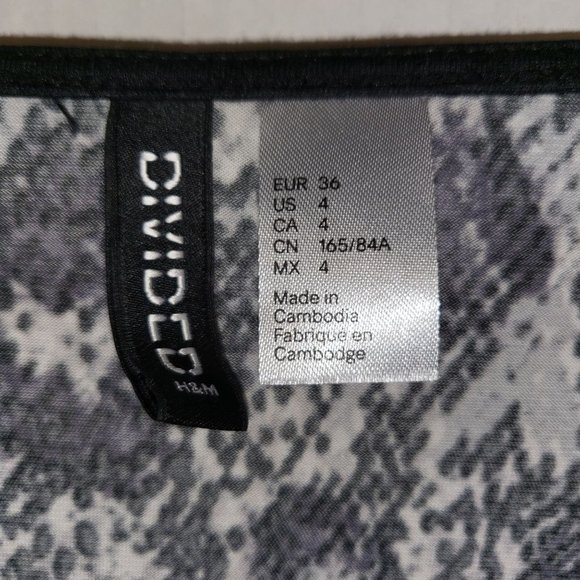 DIVIDED
H&M
EUR 36
US 4
CA 4
CN 165/84A
MX 4
Made in
Cambodia
Fabrique en
Cambodge